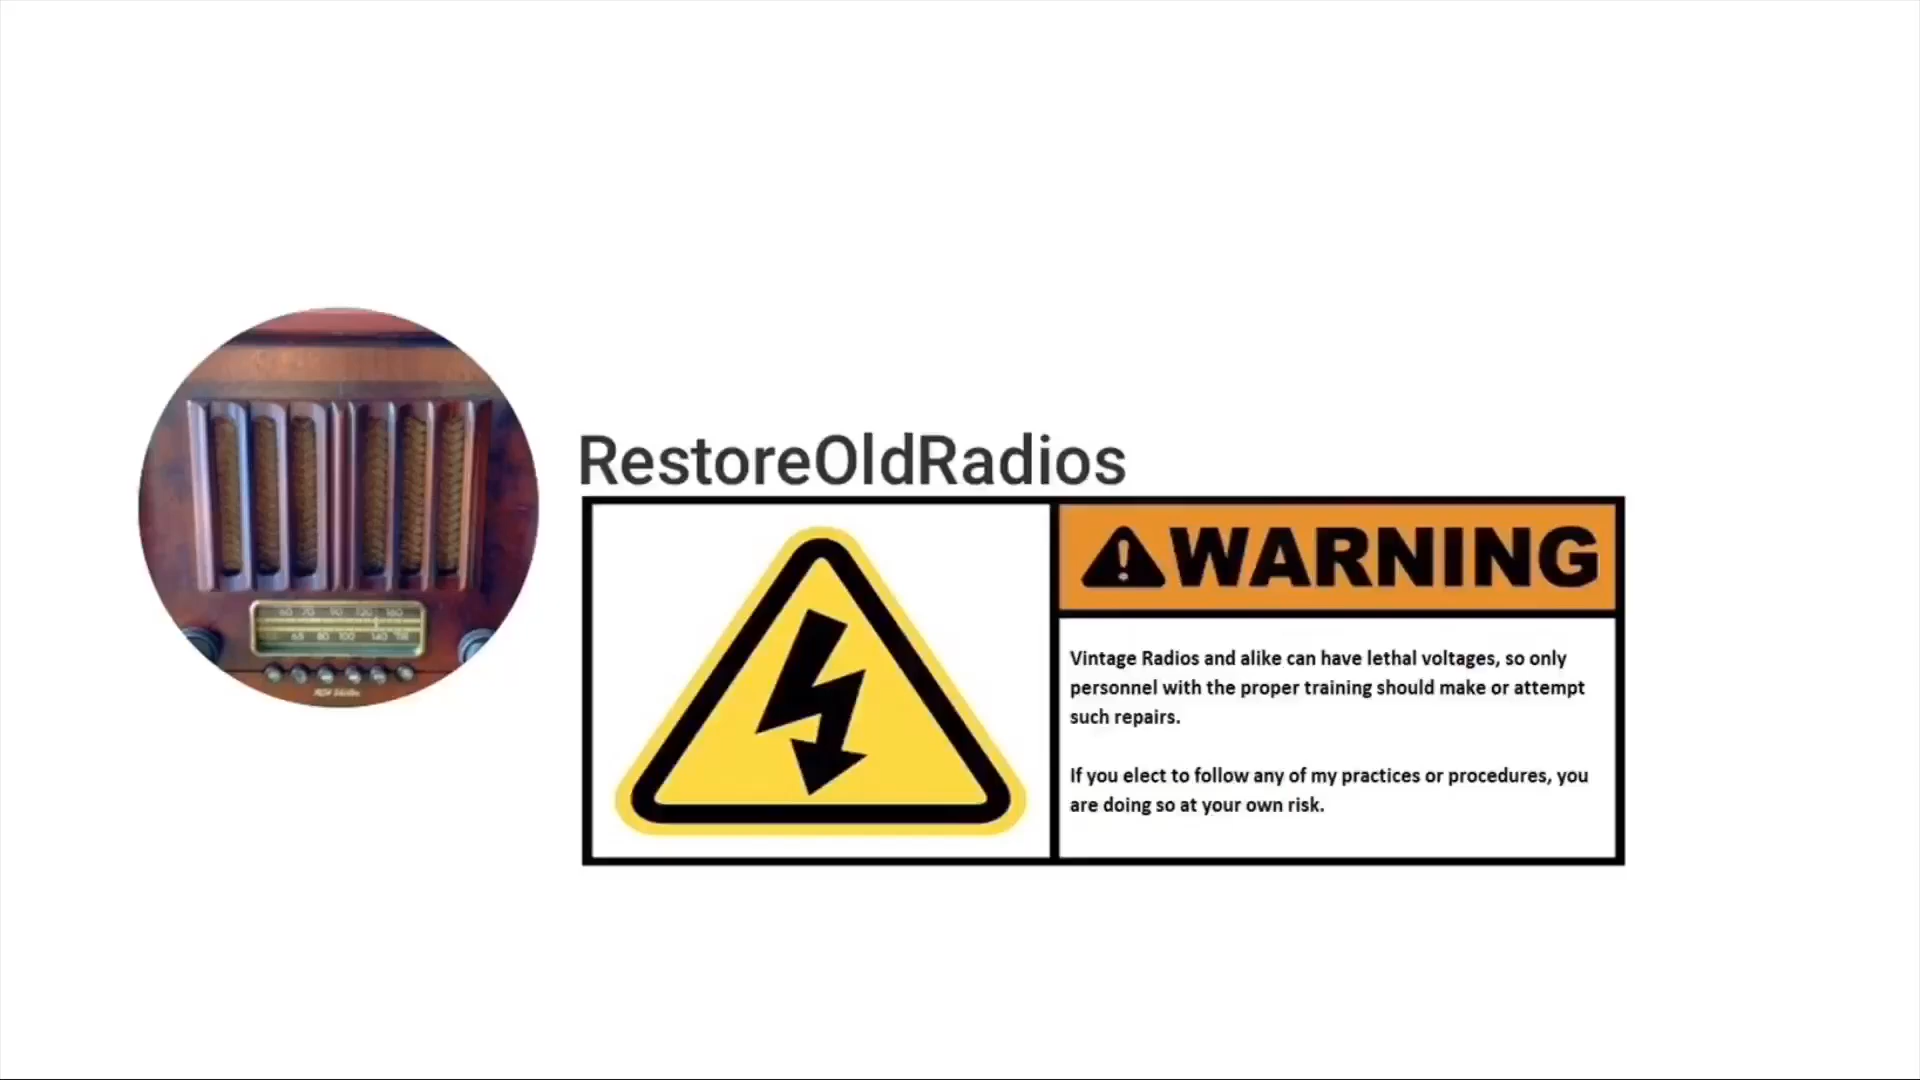 RestoreOldRadios
WARNING
Vintage Radios and alike can have lethal voltages, so only
personnel with the proper training should make or attempt
such repairs.
If you elect to follow any of my practices or procedures, you
are doing so at your own risk.